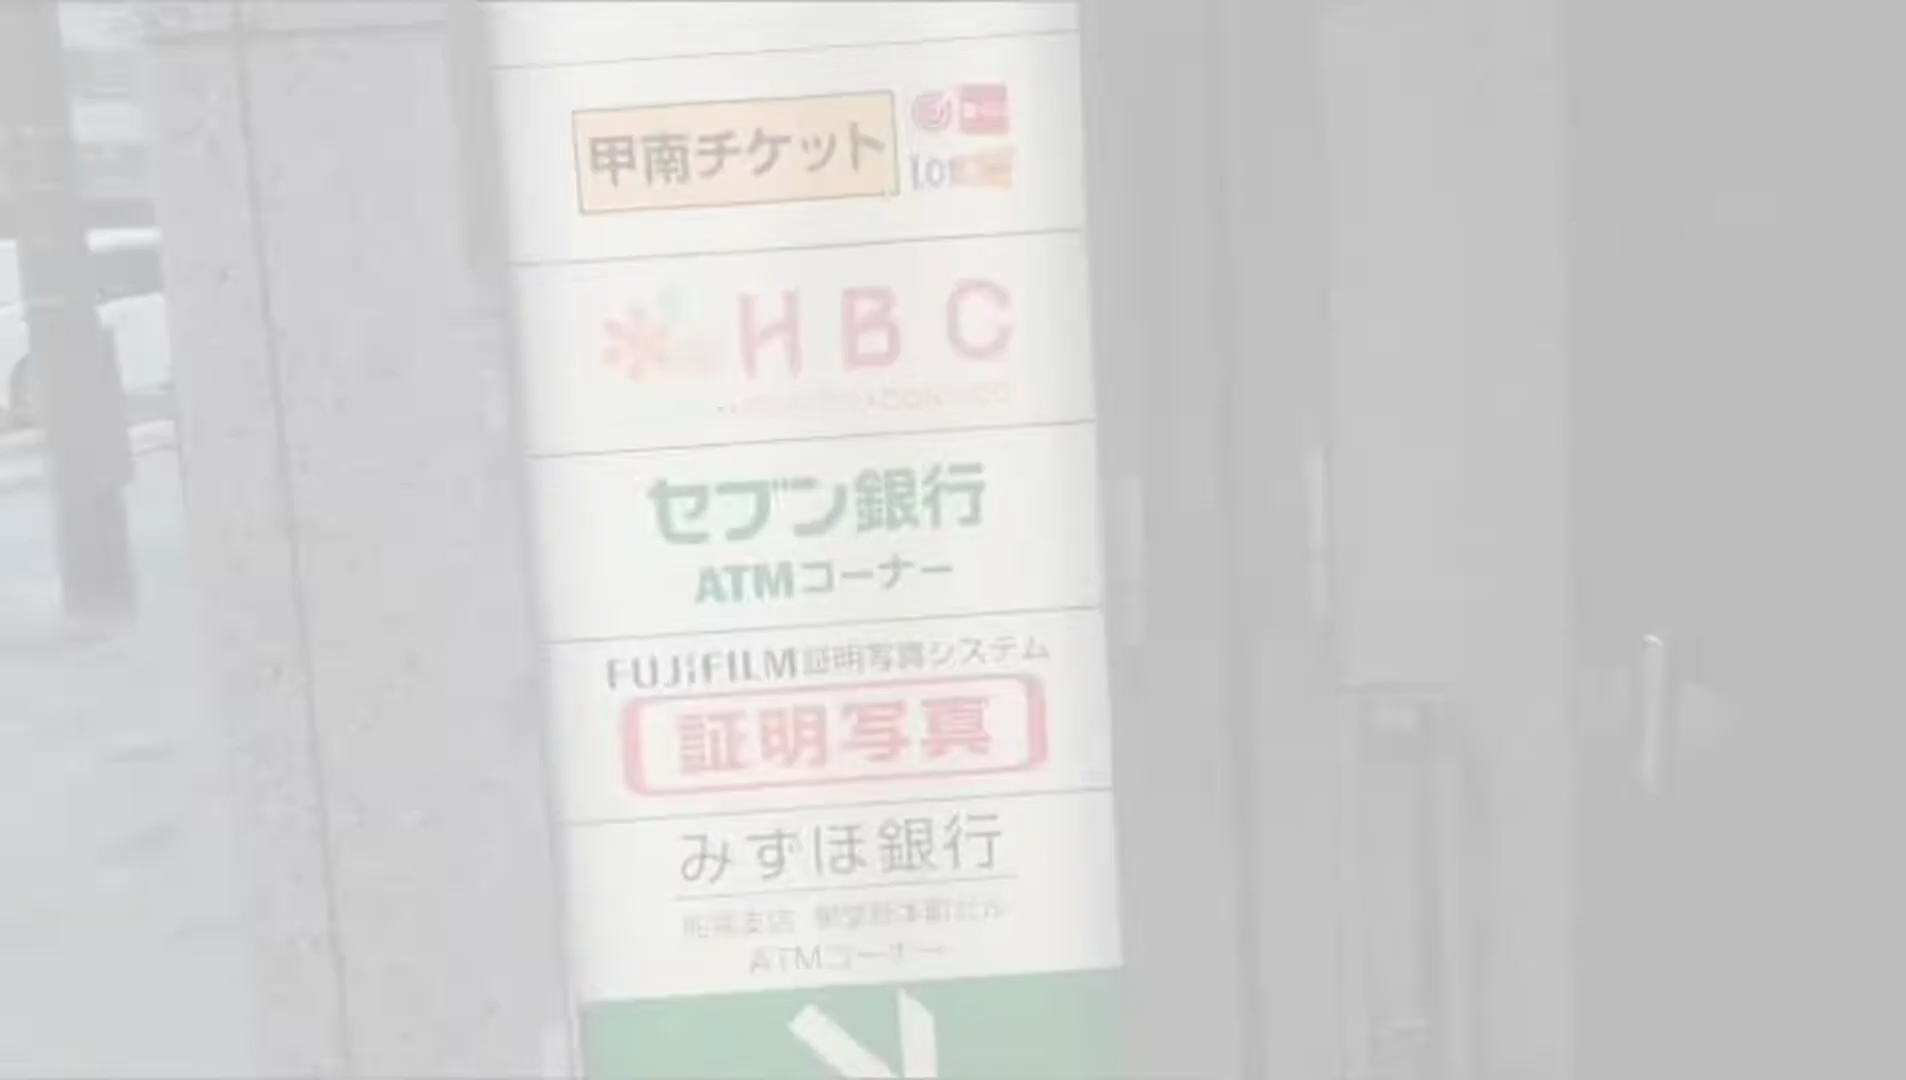 甲南チケット
HBC
セブン銀行
ATMコーナー
FUJiFILM証明写真システム
証明写真
みずほ銀行
ATMコーナー